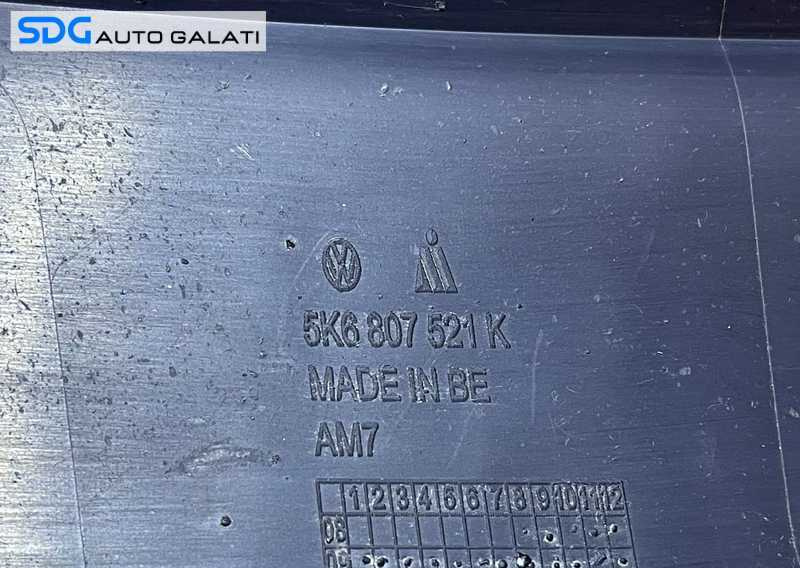 SDG AUTO GALATI
5K6 807 521 K
MADE IN BE
AM7
1 2 3 4 5 6 7 8 9 10 11 12
08
09